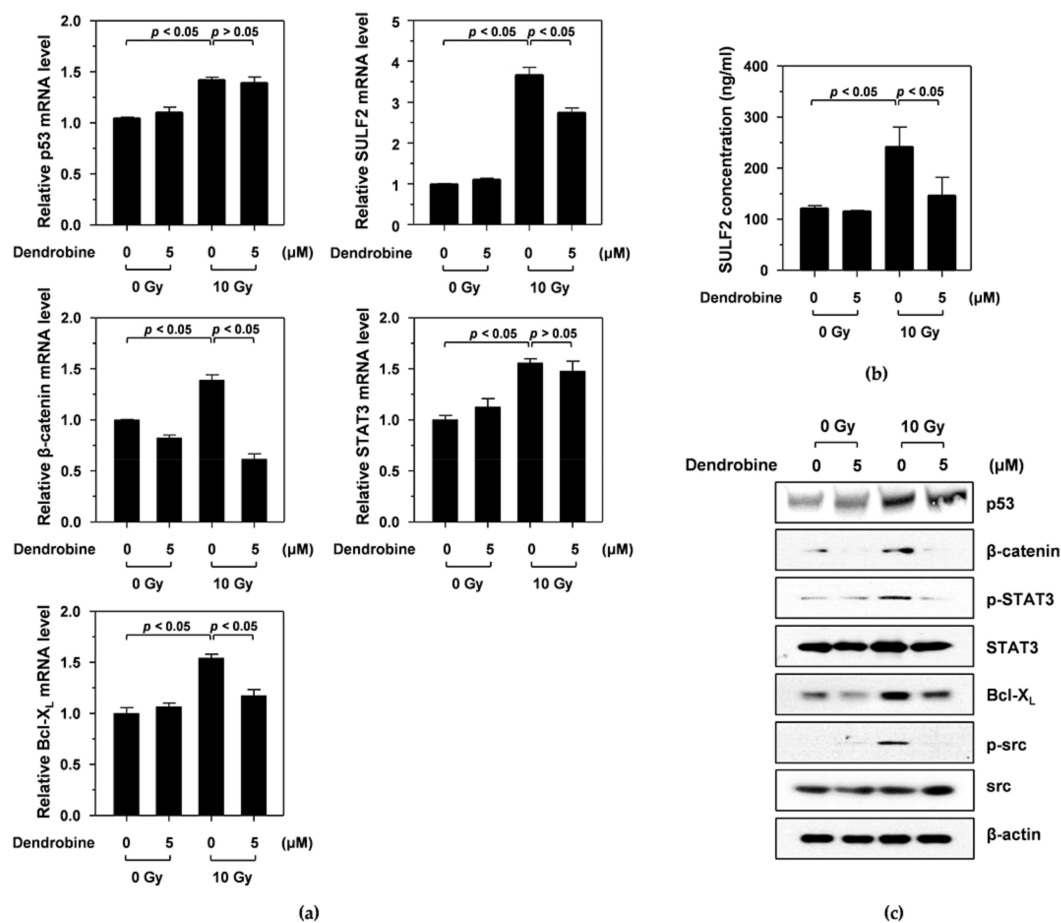 Relative p53 mRNA level
2.0
1.5
1.0
0.5
0.0
p < 0.05 p > 0.05
Dendrobine 0 5 0 5 (μM)
0 Gy 10 Gy
Relative SULF2 mRNA level
5
4
3
2
1
0
p < 0.05 p < 0.05
0 5 0 5 (μM)
0 Gy 10 Gy
Relative β-catenin mRNA level
2.0
1.5
1.0
0.5
0.0
p < 0.05 p < 0.05
Dendrobine 0 5 0 5 (μM)
0 Gy 10 Gy
Relative STAT3 mRNA level
2.0
1.5
1.0
0.5
0.0
p < 0.05 p > 0.05
0 5 0 5 (μM)
0 Gy 10 Gy
Relative Bcl-XL mRNA level
2.0
1.5
1.0
0.5
0.0
p < 0.05 p < 0.05
Dendrobine 0 5 0 5 (μM)
0 Gy 10 Gy
(a)
SULF2 concentration (ng/ml)
400
300
250
150
100
0
p < 0.05 p < 0.05
Dendrobine 0 5 0 5 (μM)
0 Gy 10 Gy
(b)
0 Gy 10 Gy
Dendrobine 0 5 0 5 (μM)
p53
β-catenin
p-STAT3
STAT3
Bcl-XL
p-src
src
β-actin
(c)